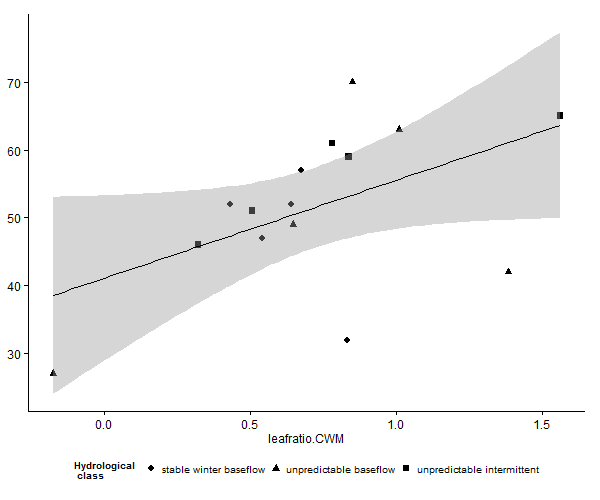 70
60
50
40
30
0.0 0.5 1.0 1.5
leafratio.CWM
Hydrological
class
stable winter baseflow unpredictable baseflow unpredictable intermittent